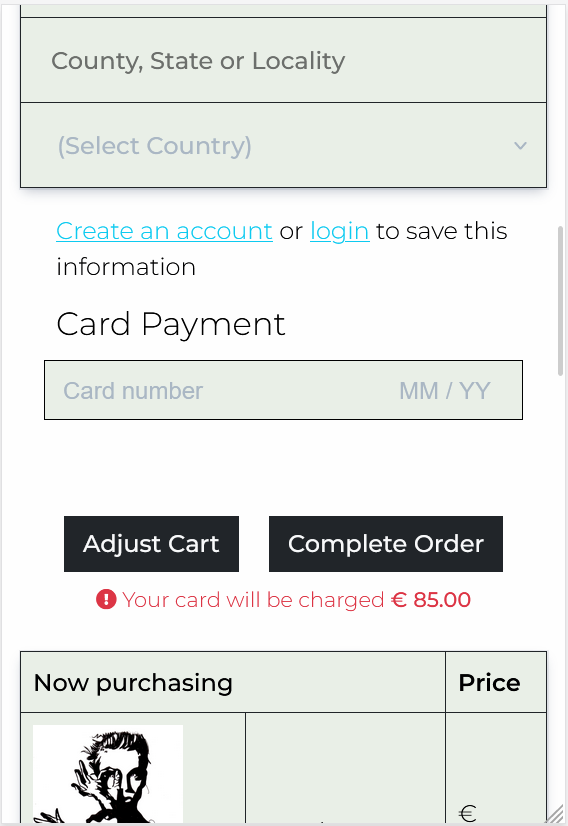 County, State or Locality
(Select Country)
Create an account or login to save this
information
Card Payment
Card number MM / YY
Adjust Cart Complete Order
Your card will be charged € 85.00
Now purchasing Price
€